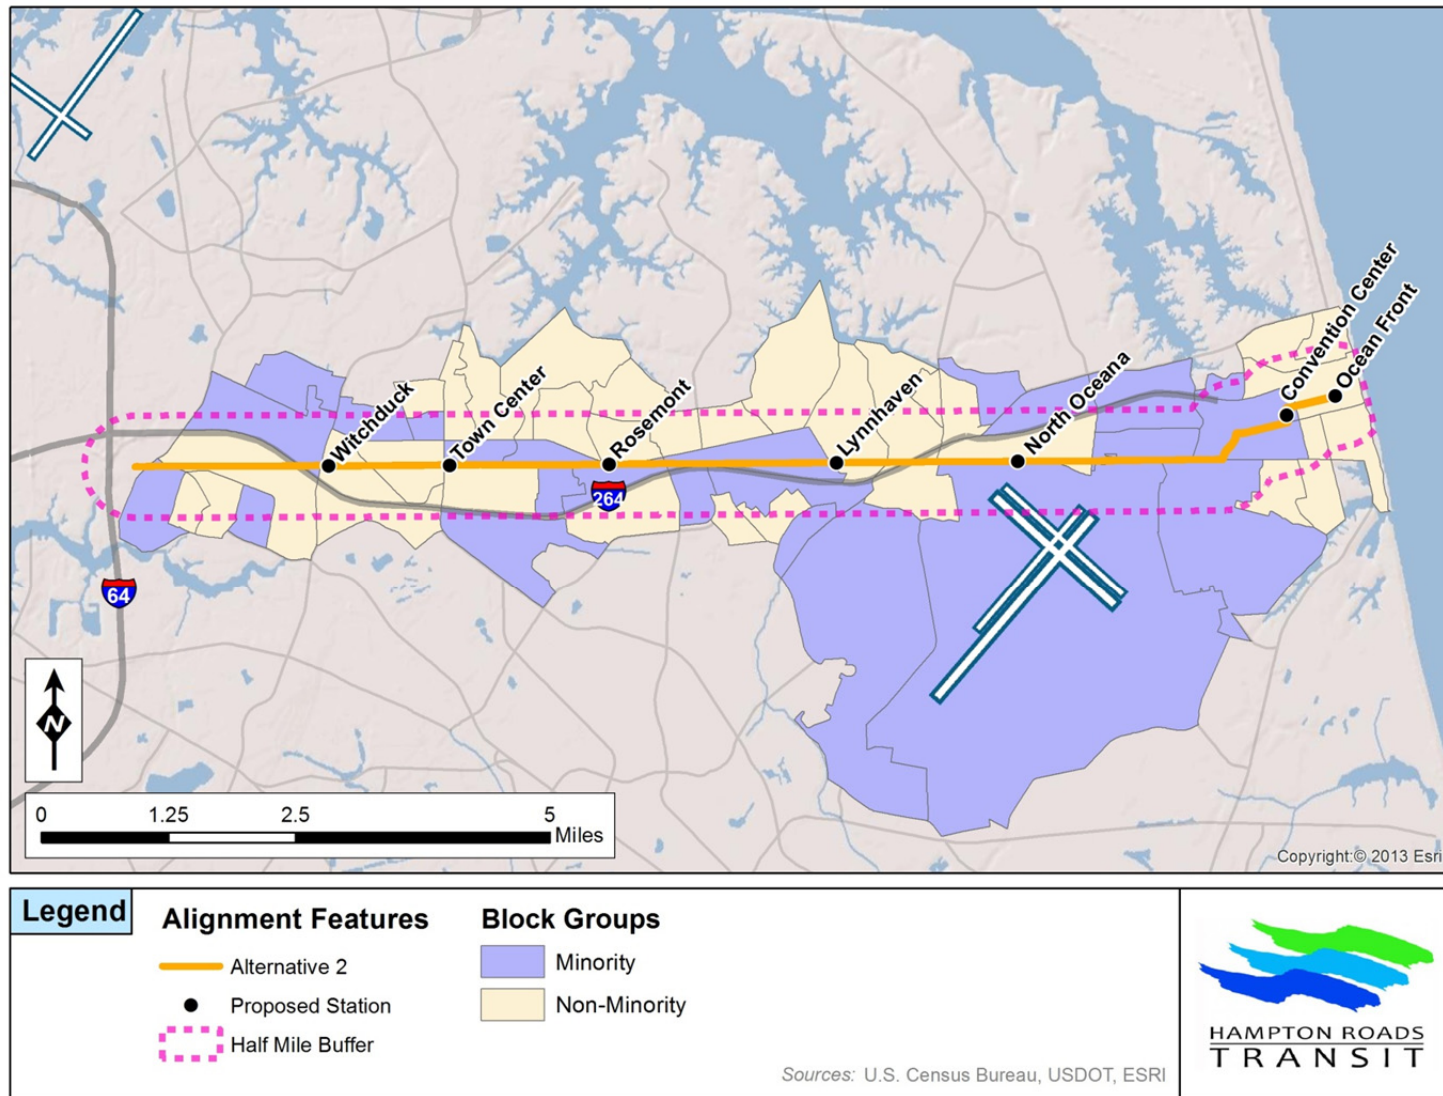 Witchduck
Town Center
Rosemont
Lynnhaven
North Oceana
Convention Center
Ocean Front
264
64
N
0 1.25 2.5 5
Miles
Copyright:© 2013 Esri
Legend
Alignment Features
Alternative 2
Proposed Station
Half Mile Buffer
Block Groups
Minority
Non-Minority
Sources: U.S. Census Bureau, USDOT, ESRI
HAMPTON ROADS
TRANSIT